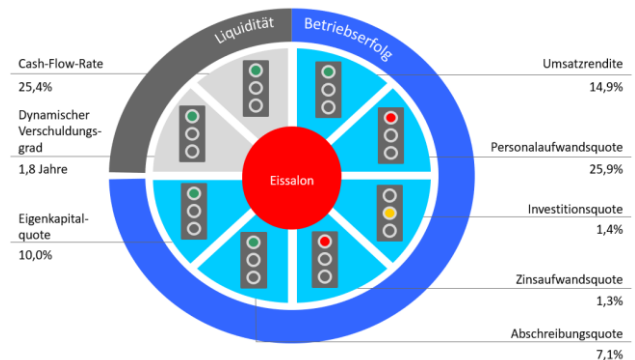 Liquidität
Betriebserfolg
Cash-Flow-Rate
25,4%
Dynamischer
Verschuldungs-
grad
1,8 Jahre
Eigenkapital-
quote
10,0%
Eissalon
Umsatzrendite
14,9%
Personalaufwandsquote
25,9%
Investitionsquote
1,4%
Zinsaufwandsquote
1,3%
Abschreibungsquote
7,1%